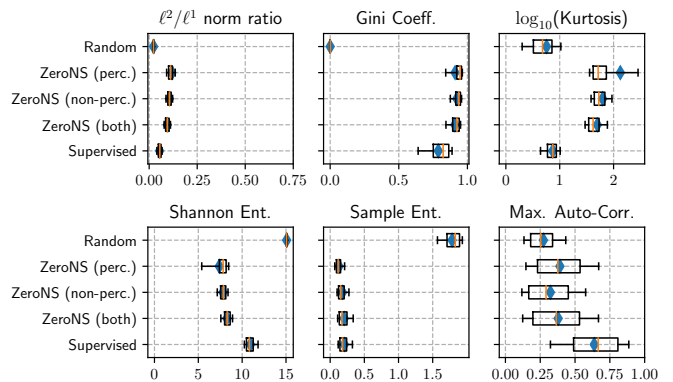 ℓ²/ℓ¹ norm ratio
Gini Coeff.
log₁₀(Kurtosis)
Random
ZeroNS (perc.)
ZeroNS (non-perc.)
ZeroNS (both)
Supervised
0.00 0.25 0.50 0.75
0.0 0.5 1.0
0 1 2
Shannon Ent.
Sample Ent.
Max. Auto-Corr.
Random
ZeroNS (perc.)
ZeroNS (non-perc.)
ZeroNS (both)
Supervised
0 5 10 15
0.0 0.5 1.0 1.5
0.00 0.25 0.50 0.75 1.00